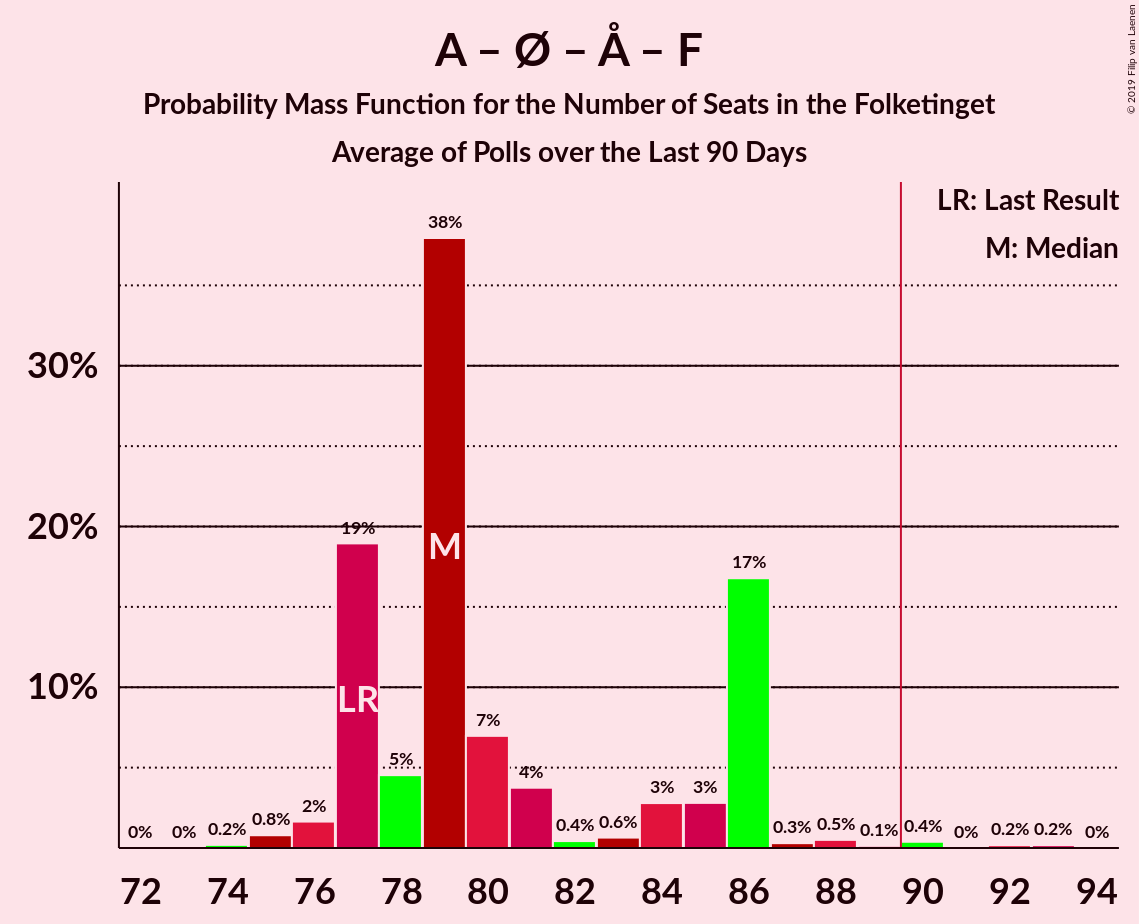 A – Ø – Å – F
Probability Mass Function for the Number of Seats in the Folketinget
Average of Polls over the Last 90 Days
© 2019 Filip van Laenen
LR: Last Result
M: Median
30%
20%
10%
0%
0%
0.2%
0.8%
2%
19%
5%
38%
7%
4%
0.4%
0.6%
3%
3%
17%
0.3%
0.5%
0.1%
0.4%
0%
0.2%
0.2%
0%
LR
M
72 74 76 78 80 82 84 86 88 90 92 94